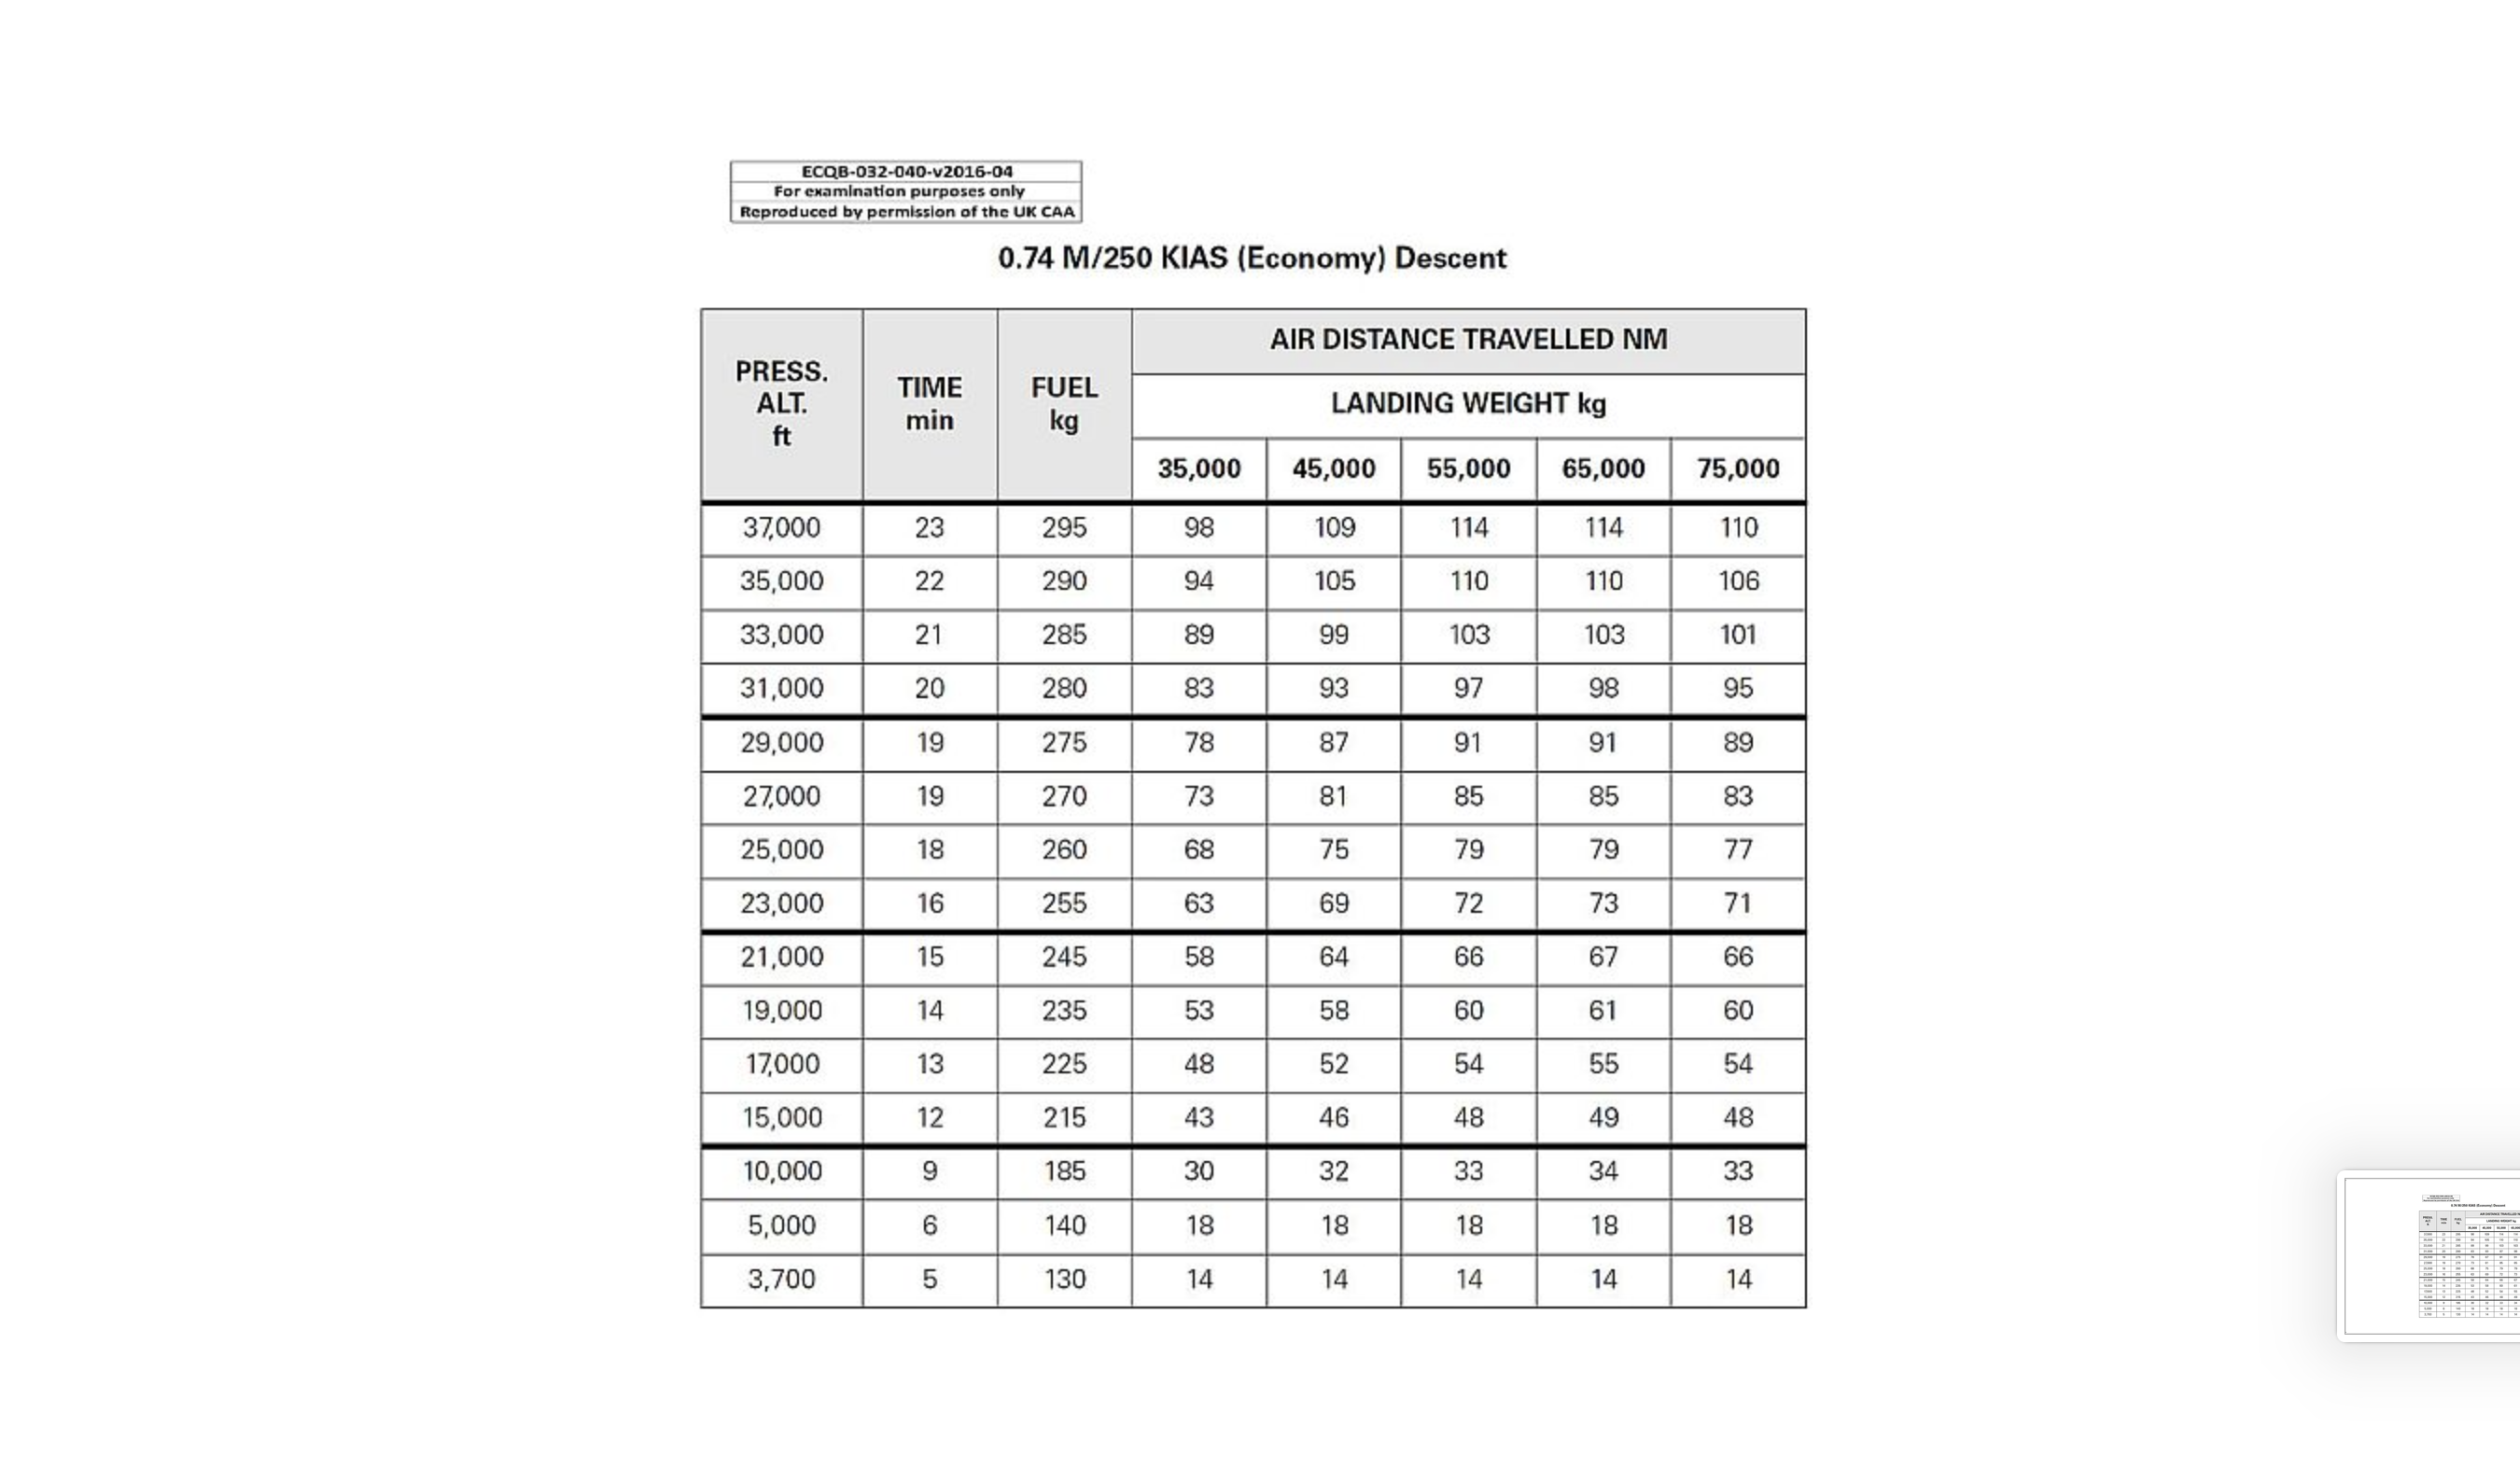 ECQB-032-040-v2016-04
For examination purposes only
Reproduced by permission of the UK CAA
0.74 M/250 KIAS (Economy) Descent
PRESS. ALT. ft TIME min FUEL kg AIR DISTANCE TRAVELLED NM
LANDING WEIGHT kg
35,000 45,000 55,000 65,000 75,000
37,000 23 295 98 109 114 114 110
35,000 22 290 94 105 110 110 106
33,000 21 285 89 99 103 103 101
31,000 20 280 83 93 97 98 95
29,000 19 275 78 87 91 91 89
27,000 19 270 73 81 85 85 83
25,000 18 260 68 75 79 79 77
23,000 16 255 63 69 72 73 71
21,000 15 245 58 64 66 67 66
19,000 14 235 53 58 60 61 60
17,000 13 225 48 52 54 55 54
15,000 12 215 43 46 48 49 48
10,000 9 185 30 32 33 34 33
5,000 6 140 18 18 18 18 18
3,700 5 130 14 14 14 14 14